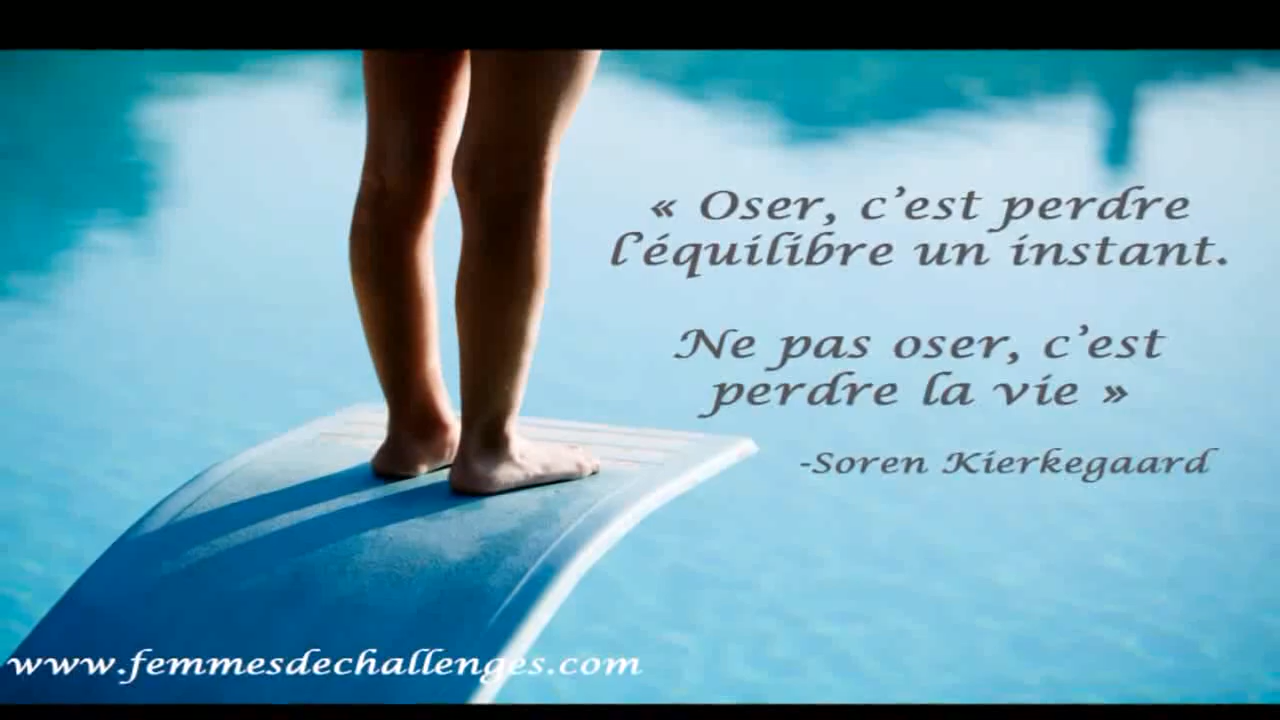 « Oser, c’est perdre
l’équilibre un instant.
Ne pas oser, c’est
perdre la vie »
-Soren Kierkegaard
www.femmesdechallenges.com